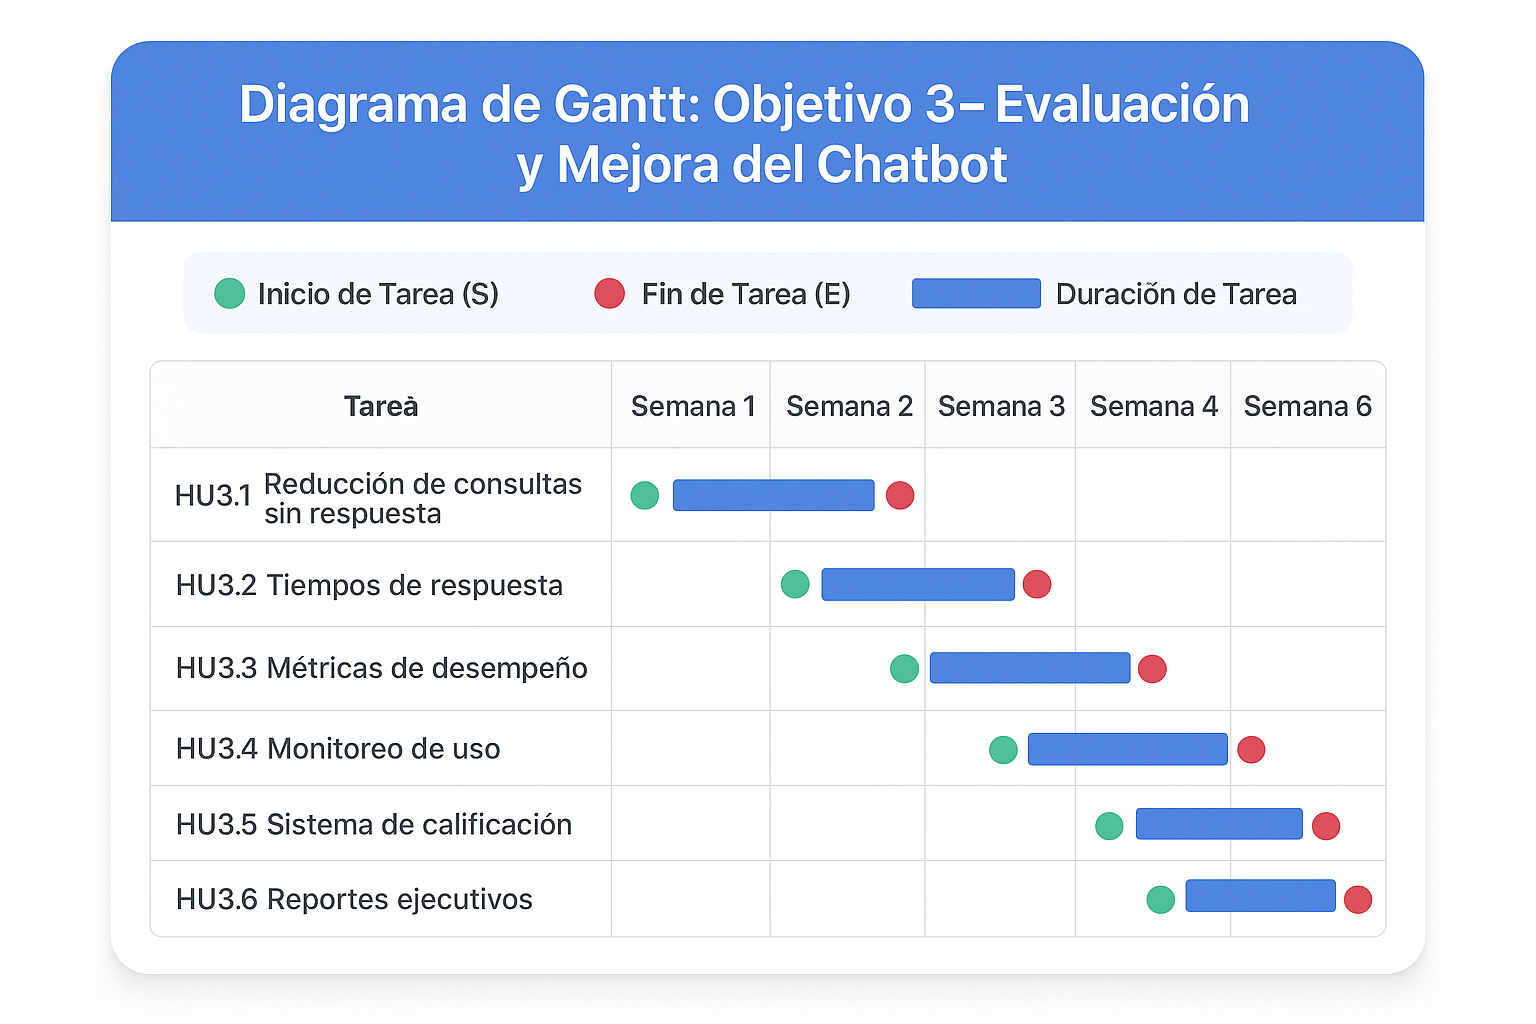 Diagrama de Gantt: Objetivo 3– Evaluación
y Mejora del Chatbot
Inicio de Tarea (S)
Fin de Tarea (E)
Duración de Tarea
Tareà
Semana 1
Semana 2
Semana 3
Semana 4
Semana 6
HU3.1 Reducción de consultas
sin respuesta
HU3.2 Tiempos de respuesta
HU3.3 Métricas de desempeño
HU3.4 Monitoreo de uso
HU3.5 Sistema de calificación
HU3.6 Reportes ejecutivos